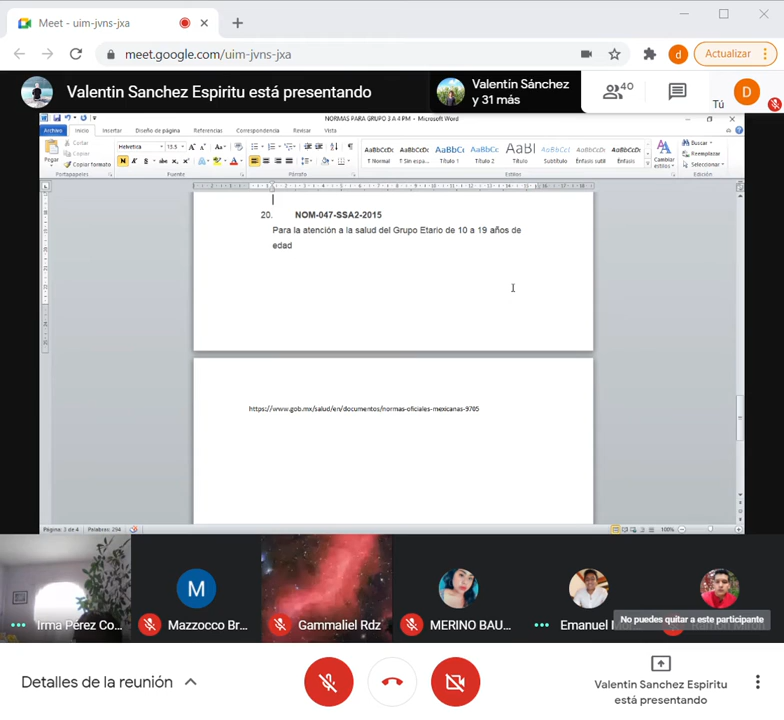 Meet - uim-jvns-jxa
meet.google.com/uim-jvns-jxa
d
Actualizar
Valentin Sanchez Espiritu está presentando
Valentín Sánchez
y 31 más
40
Tú
D
NORMAS PARA GRUPO 3 A 4 PM - Microsoft Word
Archivo Inicio Insertar Diseño de página Referencias Correspondencia Revisar Vista
Pegar
Cortar
Copiar
Copiar formato
Portapapeles
Helvetica 13.5
Fuente
Párrafo
¶ Normal
¶ Sin espa...
Título 1
Título 2
Título
Subtítulo
Énfasis sutil
Énfasis
Cambiar estilos
Estilos
Buscar
Reemplazar
Seleccionar
Edición
20. NOM-047-SSA2-2015
Para la atención a la salud del Grupo Etario de 10 a 19 años de
edad
https://www.gob.mx/salud/en/documentos/normas-oficiales-mexicanas-9705
Página: 3 de 4 Palabras: 294
100%
Irma Pérez Co...
M
Mazzocco Br...
Gammaliel Rdz
MERINO BAU...
Emanuel
No puedes quitar a este participante
Detalles de la reunión
Valentin Sanchez Espiritu
está presentando